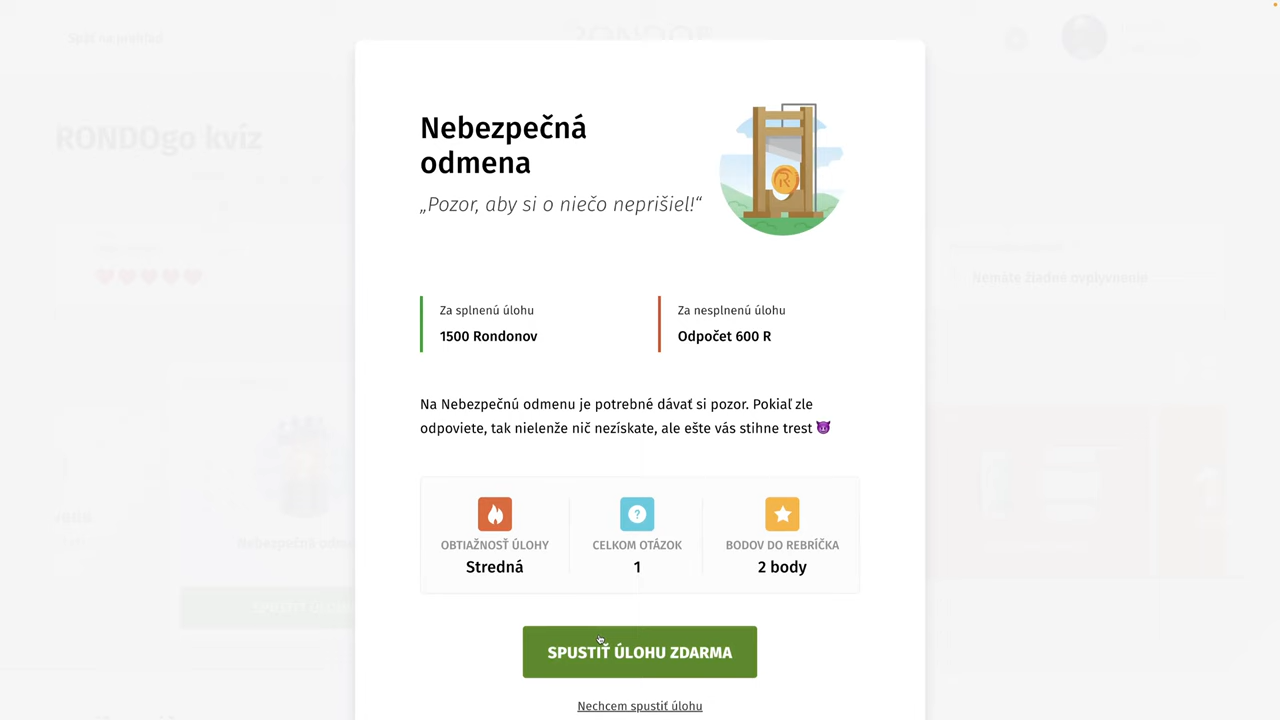 Späť na prehľad
RONDOgo kvíz
Nemáte žiadne ovplyvnenie
Nebezpečná
odmena
„Pozor, aby si o niečo neprišiel!“
Za splnenú úlohu
1500 Rondonov
Za nesplnenú úlohu
Odpočet 600 R
Na Nebezpečnú odmenu je potrebné dávať si pozor. Pokiaľ zle
odpoviete, tak nielenže nič nezískate, ale ešte vás stihne trest 😈
OBTIAŽNOSŤ ÚLOHY
Stredná
CELKOM OTÁZOK
1
BODOV DO REBRÍČKA
2 body
SPUSTIŤ ÚLOHU ZDARMA
Nechcem spustiť úlohu